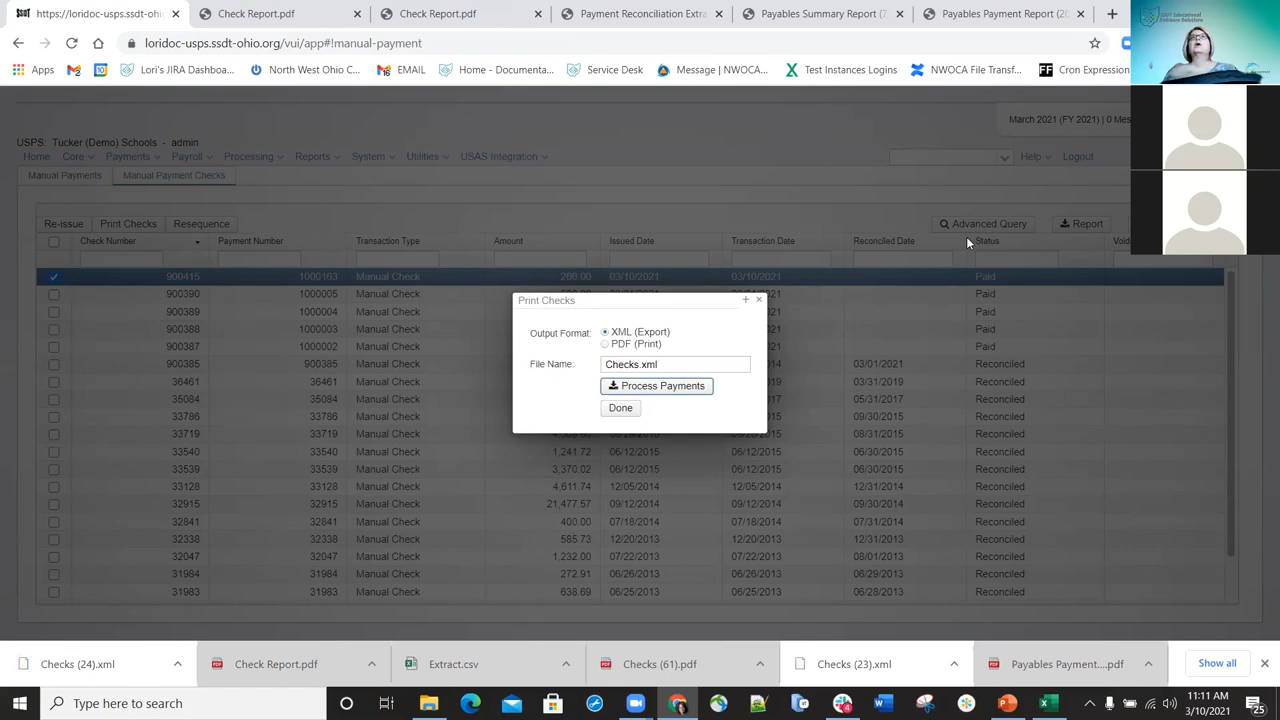 https://loridoc-usps.ssdt-ohio.org Check Report.pdf Check Report.pdf Payment Reconciliation Extra Payables Summary Report (7 Payables Payment Report (20
loridoc-usps.ssdt-ohio.org/vui/app#!manual-payment
Apps Lori's JIRA Dashboa... North West Ohio C... EMAIL Home - Documenta... Service Desk Message | NWOCA... Test Instances Logins NWOCA File Transf... Cron Expression
March 2021 (FY 2021) | 0 Mes
USPS: Tucker (Demo) Schools - admin
Home Core Payments Payroll Processing Reports System Utilities USAS Integration Help Logout
Manual Payments Manual Payment Checks
Re-issue Print Checks Resequence Advanced Query Report
Check Number Payment Number Transaction Type Amount Issued Date Transaction Date Reconciled Date Status Void
900415 1000163 Manual Check 200.00 03/10/2021 03/10/2021 Paid
900390 1000005 Manual Check Paid
900389 1000004 Manual Check Paid
900388 1000003 Manual Check Paid
900387 1000002 Manual Check Paid
900385 900385 Manual Check 2014 03/01/2021 Reconciled
36461 36461 Manual Check 2019 03/31/2019 Reconciled
35084 35084 Manual Check 2017 05/31/2017 Reconciled
33786 33786 Manual Check 2015 09/30/2015 Reconciled
33719 33719 Manual Check 08/31/2015 Reconciled
33540 33540 Manual Check 1,241.72 06/12/2015 06/12/2015 06/30/2015 Reconciled
33539 33539 Manual Check 3,370.02 06/12/2015 06/12/2015 06/30/2015 Reconciled
33128 33128 Manual Check 4,611.74 12/05/2014 12/05/2014 12/31/2014 Reconciled
32915 32915 Manual Check 21,477.57 09/12/2014 09/12/2014 09/30/2014 Reconciled
32841 32841 Manual Check 400.00 07/18/2014 07/18/2014 07/31/2014 Reconciled
32338 32338 Manual Check 585.73 12/20/2013 12/20/2013 12/31/2013 Reconciled
32047 32047 Manual Check 1,232.00 07/22/2013 07/22/2013 08/01/2013 Reconciled
31984 31984 Manual Check 272.91 06/26/2013 06/26/2013 06/29/2013 Reconciled
31983 31983 Manual Check 638.69 06/25/2013 06/25/2013 06/28/2013 Reconciled
Print Checks
Output Format: XML (Export)
PDF (Print)
File Name: Checks.xml
Process Payments
Done
Checks (24).xml Check Report.pdf Extract.csv Checks (61).pdf Checks (23).xml Payables Payment....pdf Show all
Type here to search
11:11 AM
3/10/2021
25